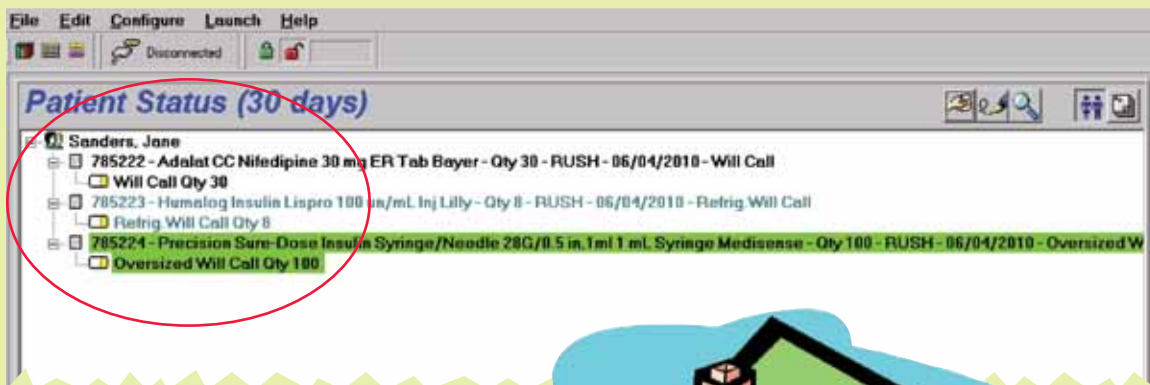 File Edit Configure Launch Help
Disconnected
Patient Status (30 days)
Sanders, Jane
785222 - Adalat CC Nifedipine 30 mg ER Tab Bayer - Qty 30 - RUSH - 06/04/2010 - Will Call
Will Call Qty 30
785223 - Humalog Insulin Lispro 100 un/mL Inj Lilly - Qty 8 - RUSH - 06/04/2010 - Refrig.Will Call
Refrig.Will Call Qty 8
785224 - Precision Sure-Dose Insulin Syringe/Needle 28G/0.5 in,1ml 1 mL Syringe Medisense - Qty 100 - RUSH - 06/04/2010 - Oversized W
Oversized Will Call Qty 100